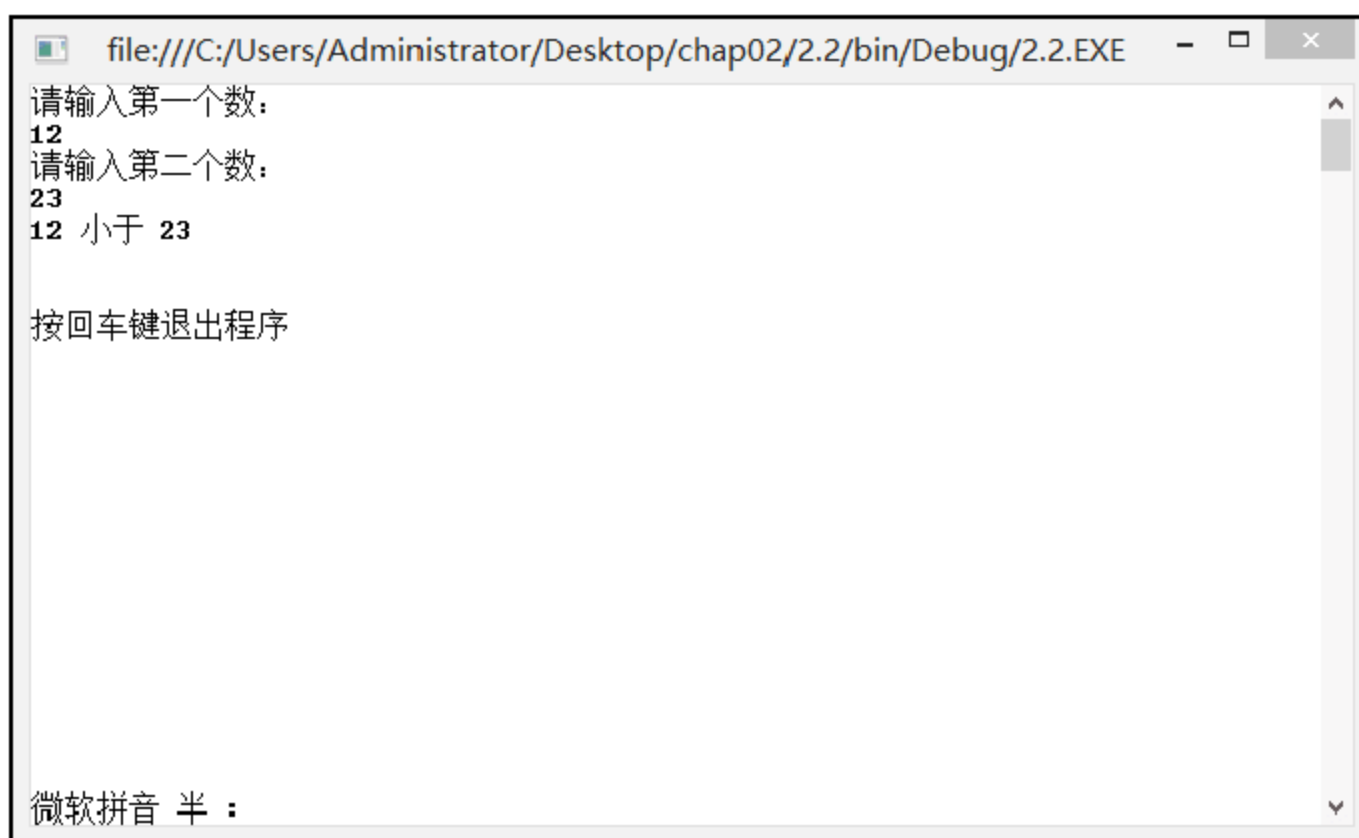 file:///C:/Users/Administrator/Desktop/chap02/2.2/bin/Debug/2.2.EXE
请输入第一个数：
12
请输入第二个数：
23
12 小于 23
按回车键退出程序
微软拼音 半 ：